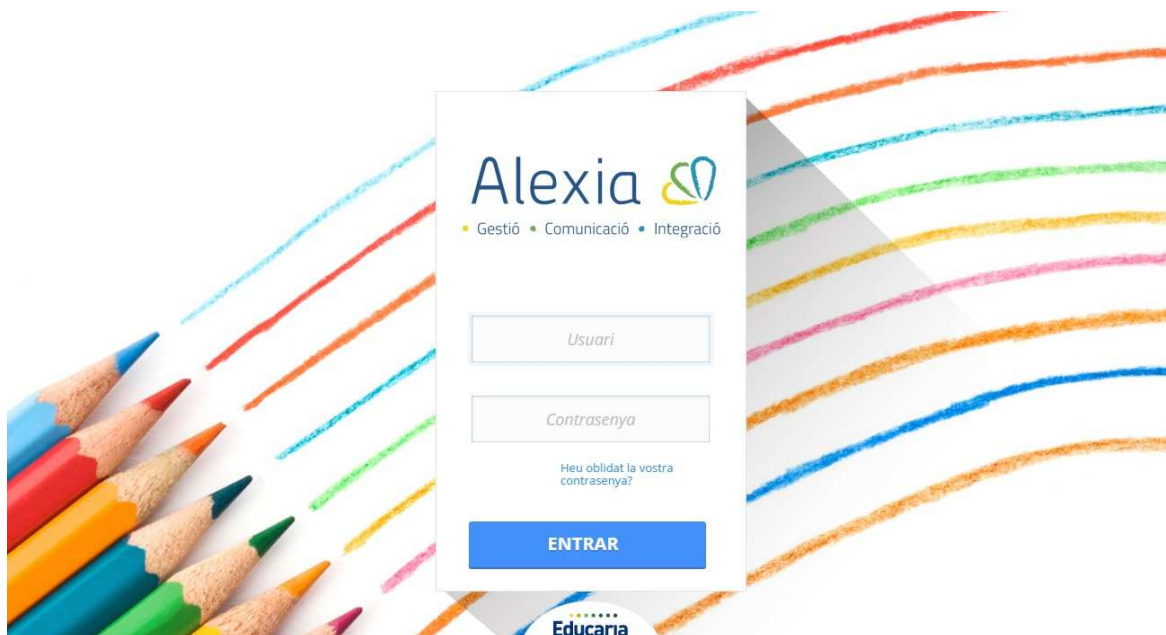 Alexia
• Gestió • Comunicació • Integració
Usuari
Contrasenya
Heu oblidat la vostra
contrasenya?
ENTRAR
Educaria